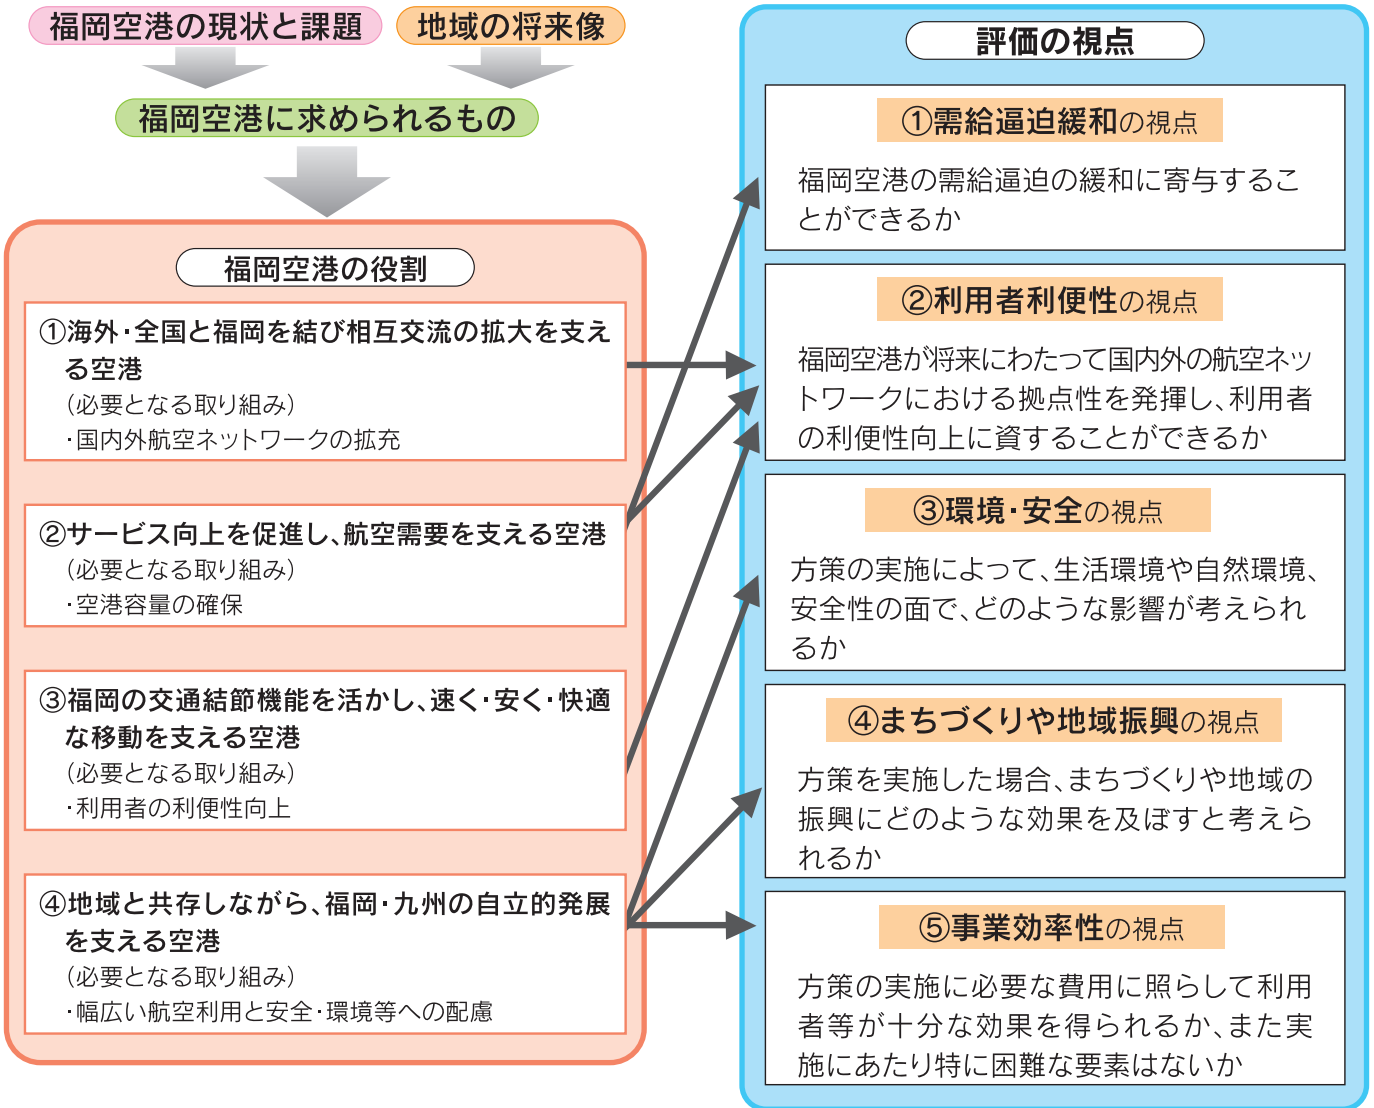 福岡空港の現状と課題
地域の将来像
福岡空港に求められるもの
福岡空港の役割
①海外・全国と福岡を結び相互交流の拡大を支え
る空港
(必要となる取り組み)
・国内外航空ネットワークの拡充
②サービス向上を促進し、航空需要を支える空港
(必要となる取り組み)
・空港容量の確保
③福岡の交通結節機能を活かし、速く・安く・快適
な移動を支える空港
(必要となる取り組み)
・利用者の利便性向上
④地域と共存しながら、福岡・九州の自立的発展
を支える空港
(必要となる取り組み)
・幅広い航空利用と安全・環境等への配慮
評価の視点
①需給逼迫緩和の視点
福岡空港の需給逼迫の緩和に寄与するこ
とができるか
②利用者利便性の視点
福岡空港が将来にわたって国内外の航空ネッ
トワークにおける拠点性を発揮し、利用者
の利便性向上に資することができるか
③環境・安全の視点
方策の実施によって、生活環境や自然環境、
安全性の面で、どのような影響が考えられ
るか
④まちづくりや地域振興の視点
方策を実施した場合、まちづくりや地域の
振興にどのような効果を及ぼすと考えら
れるか
⑤事業効率性の視点
方策の実施に必要な費用に照らして利用
者等が十分な効果を得られるか、また実
施にあたり特に困難な要素はないか